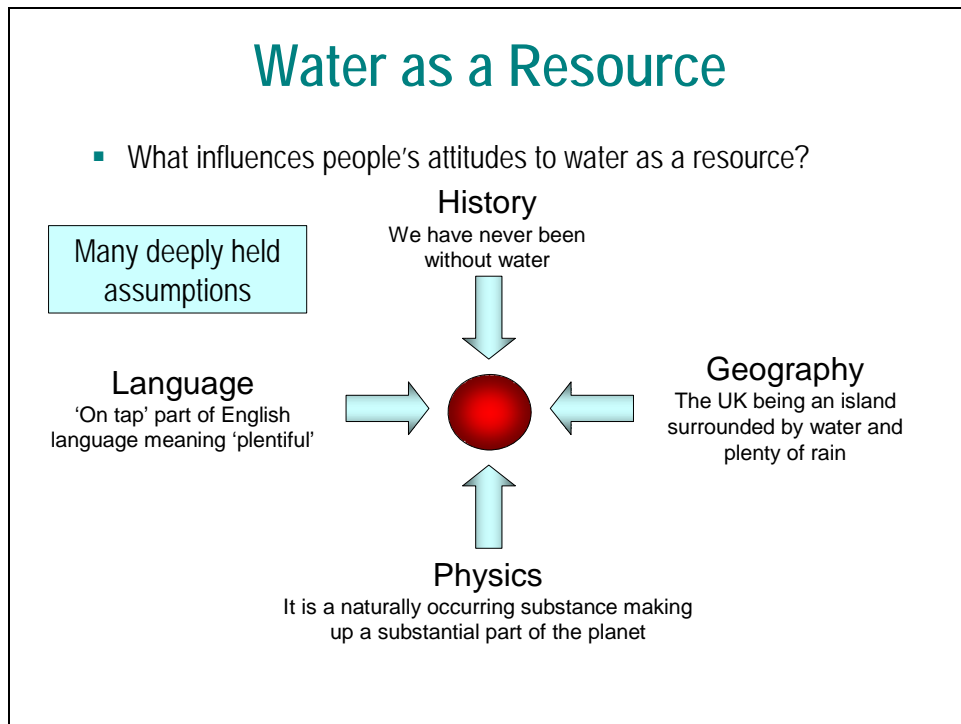 Water as a Resource
▪ What influences people’s attitudes to water as a resource?
History
We have never been
without water
Many deeply held
assumptions
Language
‘On tap’ part of English
language meaning ‘plentiful’
Geography
The UK being an island
surrounded by water and
plenty of rain
Physics
It is a naturally occurring substance making
up a substantial part of the planet